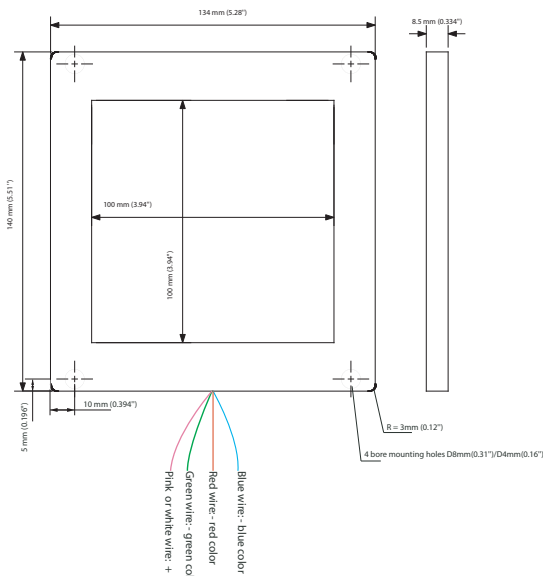 134 mm (5.28")
8.5 mm (0.334")
140 mm (5.51")
100 mm (3.94")
100 mm (3.94")
5 mm (0.196")
10 mm (0.394")
R = 3mm (0.12")
4 bore mounting holes D8mm(0.31")/D4mm(0.16")
Blue wire:- blue color
Red wire:- red color
Green wire:- green co
Pink or white wire: +